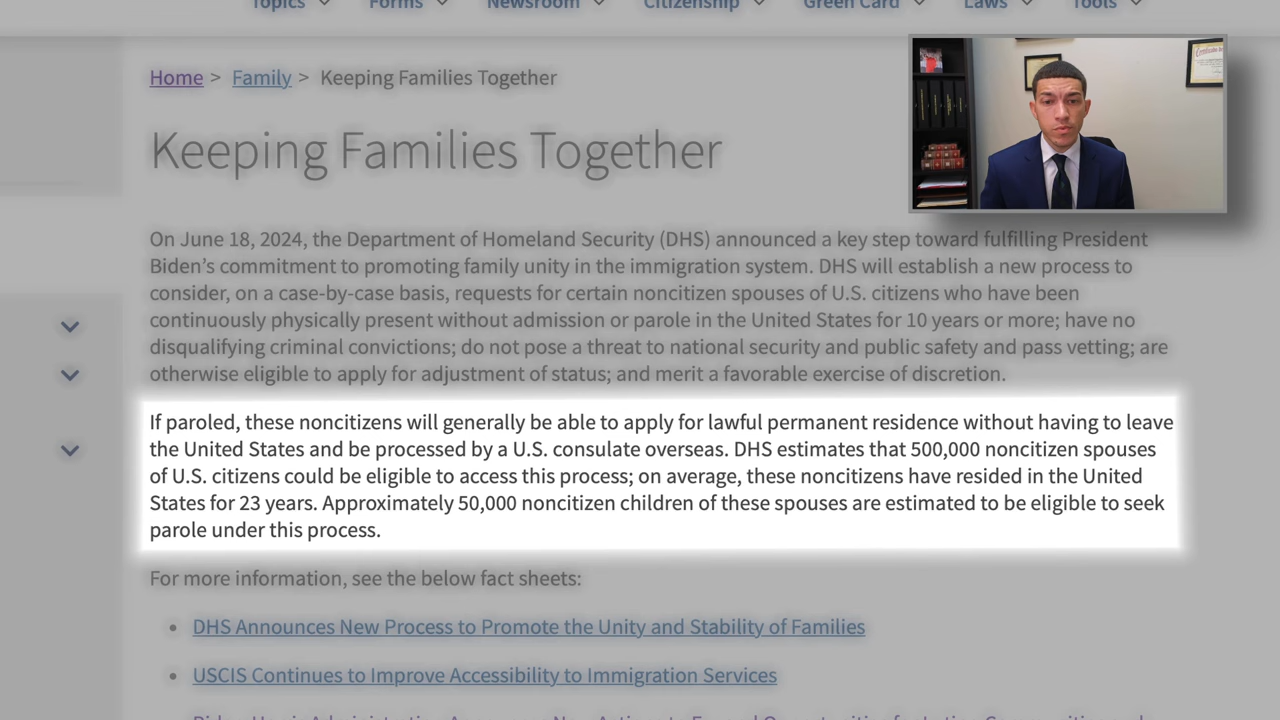 Topics Forms Newsroom Citizenship Green Card Laws Tools
Home > Family > Keeping Families Together
Keeping Families Together
On June 18, 2024, the Department of Homeland Security (DHS) announced a key step toward fulfilling President
Biden’s commitment to promoting family unity in the immigration system. DHS will establish a new process to
consider, on a case-by-case basis, requests for certain noncitizen spouses of U.S. citizens who have been
continuously physically present without admission or parole in the United States for 10 years or more; have no
disqualifying criminal convictions; do not pose a threat to national security and public safety and pass vetting; are
otherwise eligible to apply for adjustment of status; and merit a favorable exercise of discretion.
If paroled, these noncitizens will generally be able to apply for lawful permanent residence without having to leave
the United States and be processed by a U.S. consulate overseas. DHS estimates that 500,000 noncitizen spouses
of U.S. citizens could be eligible to access this process; on average, these noncitizens have resided in the United
States for 23 years. Approximately 50,000 noncitizen children of these spouses are estimated to be eligible to seek
parole under this process.
For more information, see the below fact sheets:
• DHS Announces New Process to Promote the Unity and Stability of Families
• USCIS Continues to Improve Accessibility to Immigration Services